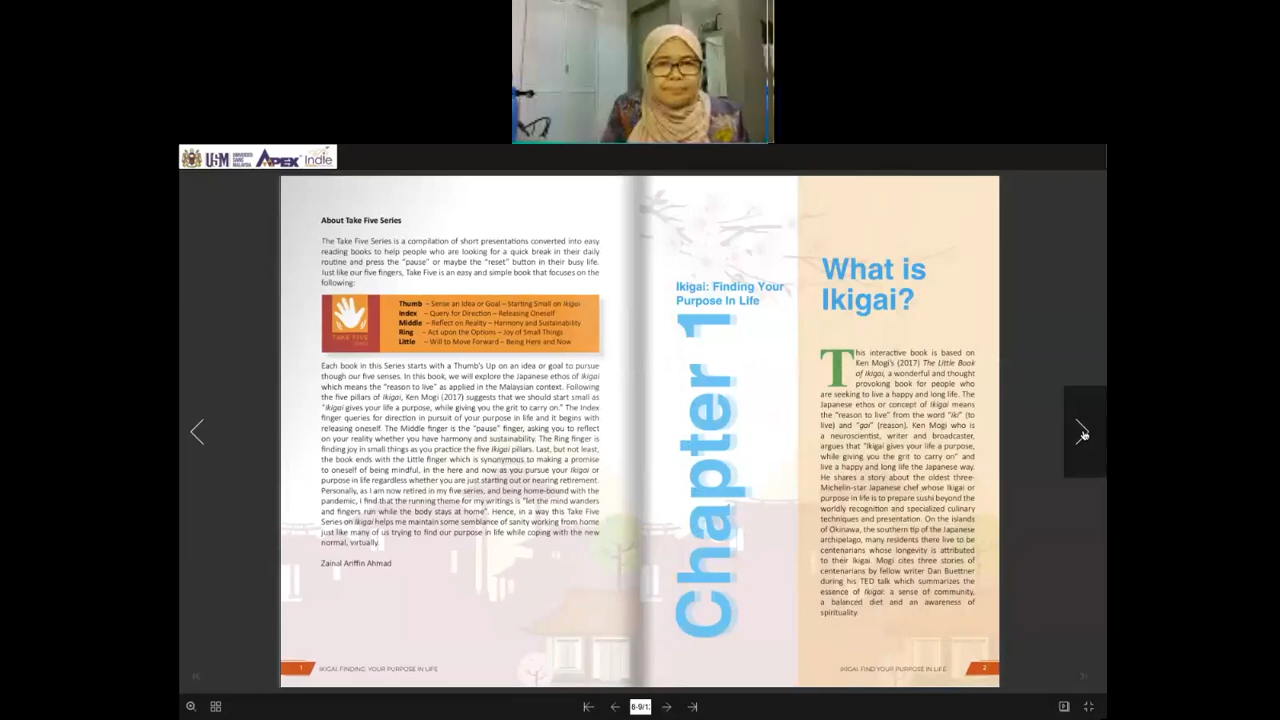 USM
UNIVERSITI
SAINS
MALAYSIA
APEX™
Indie
About Take Five Series
The Take Five Series is a compilation of short presentations converted into easy
reading books to help people who are looking for a quick break in their daily
routine and press the “pause” or maybe the “reset” button in their busy life.
Just like our five fingers, Take Five is an easy and simple book that focuses on the
following:
TAKE FIVE
Thumb – Sense an Idea or Goal – Starting Small on Ikigai
Index – Query for Direction – Releasing Oneself
Middle – Reflect on Reality – Harmony and Sustainability
Ring – Act upon the Options – Joy of Small Things
Little – Will to Move Forward – Being Here and Now
Each book in this Series starts with a Thumb's Up on an idea or goal to pursue
though our five senses. In this book, we will explore the Japanese ethos of Ikigai
which means the “reason to live” as applied in the Malaysian context. Following
the five pillars of Ikigai, Ken Mogi (2017) suggests that we should start small as
“Ikigai gives your life a purpose, while giving you the grit to carry on.” The Index
finger queries for direction in pursuit of your purpose in life and it begins with
releasing oneself. The Middle finger is the “pause” finger, asking you to reflect
on your reality whether you have harmony and sustainability. The Ring finger is
finding joy in small things as you practice the five Ikigai pillars. Last, but not least,
the book ends with the Little finger which is synonymous to making a promise
to oneself of being mindful, in the here and now as you pursue your Ikigai or
purpose in life regardless whether you are just starting out or nearing retirement.
Personally, as I am now retired in my five series, and being home-bound with the
pandemic, I find that the running theme for my writings is “let the mind wanders
and fingers run while the body stays at home”. Hence, in a way this Take Five
Series on Ikigai helps me maintain some semblance of sanity working from home
just like many of us trying to find our purpose in life while coping with the new
normal, virtually.
Zainal Ariffin Ahmad
1 IKIGAI: FINDING YOUR PURPOSE IN LIFE
Ikigai: Finding Your
Purpose In Life
Chapter 1
What is
Ikigai?
This interactive book is based on
Ken Mogi's (2017) The Little Book
of Ikigai, a wonderful and thought
provoking book for people who
are seeking to live a happy and long life. The
Japanese ethos or concept of Ikigai means
the “reason to live” from the word “iki” (to
live) and “gai” (reason). Ken Mogi who is
a neuroscientist, writer and broadcaster,
argues that “Ikigai gives your life a purpose,
while giving you the grit to carry on” and
live a happy and long life the Japanese way.
He shares a story about the oldest three-
Michelin-star Japanese chef whose Ikigai or
purpose in life is to prepare sushi beyond the
worldly recognition and specialized culinary
techniques and presentation. On the islands
of Okinawa, the southern tip of the Japanese
archipelago, many residents there live to be
centenarians whose longevity is attributed
to their Ikigai. Mogi cites three stories of
centenarians by fellow writer Dan Buettner
during his TED talk which summarizes the
essence of Ikigai: a sense of community,
a balanced diet and an awareness of
spirituality.
IKIGAI: FIND YOUR PURPOSE IN LIFE 2
8-9/1